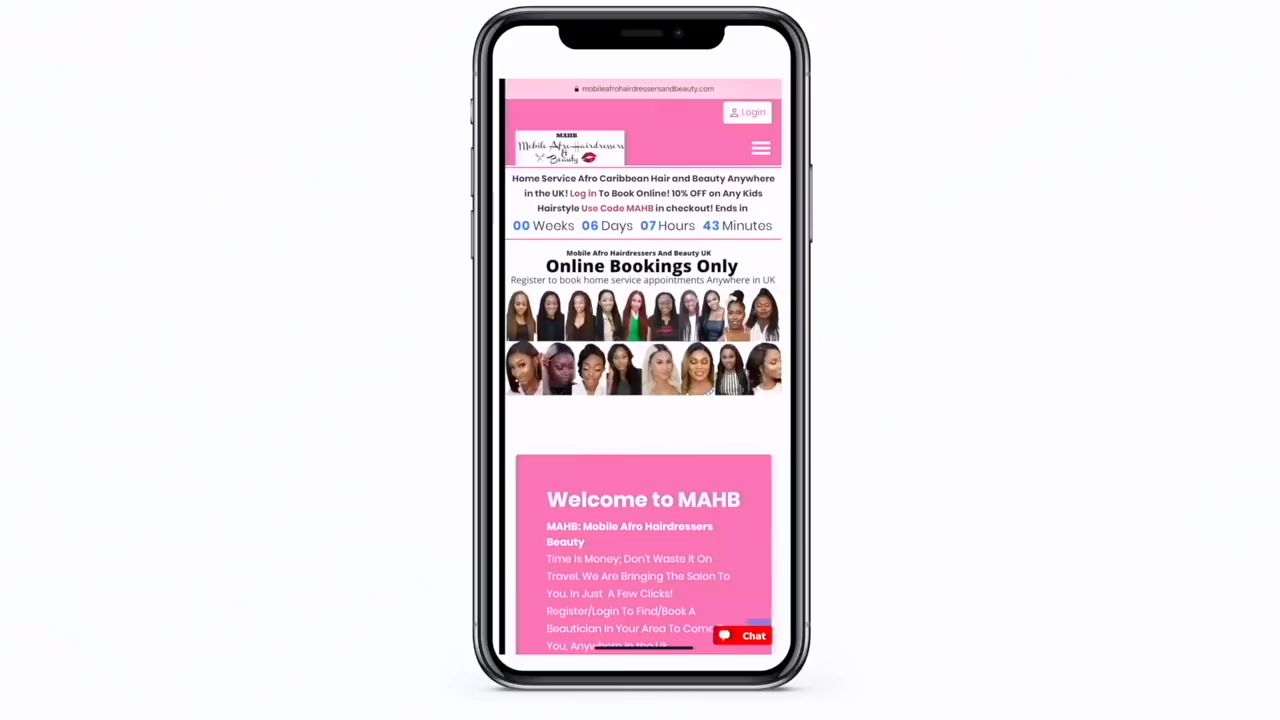 mobileafrohairdressersandbeauty.com
Login
MAHB
Mobile Afro Hairdressers
&
Beauty
Home Service Afro Caribbean Hair and Beauty Anywhere
in the UK! Log in To Book Online! 10% OFF on Any Kids
Hairstyle Use Code MAHB in checkout! Ends in
00 Weeks 06 Days 07 Hours 43 Minutes
Mobile Afro Hairdressers And Beauty UK
Online Bookings Only
Register to book home service appointments Anywhere in UK
Welcome to MAHB
MAHB: Mobile Afro Hairdressers
Beauty
Time Is Money; Don't Waste It On
Travel. We Are Bringing The Salon To
You. In Just A Few Clicks!
Register/Login To Find/Book A
Beautician In Your Area To Come
You, Anywhere In the Uk
Chat